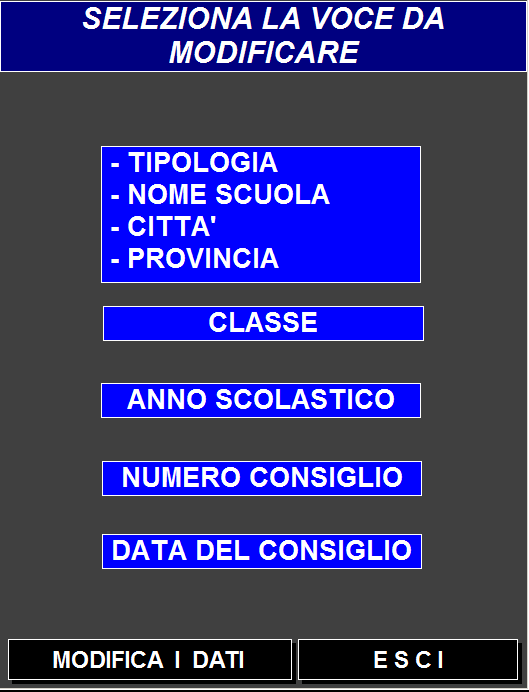 SELEZIONA LA VOCE DA
MODIFICARE
- TIPOLOGIA
- NOME SCUOLA
- CITTA'
- PROVINCIA
CLASSE
ANNO SCOLASTICO
NUMERO CONSIGLIO
DATA DEL CONSIGLIO
MODIFICA I DATI
E S C I